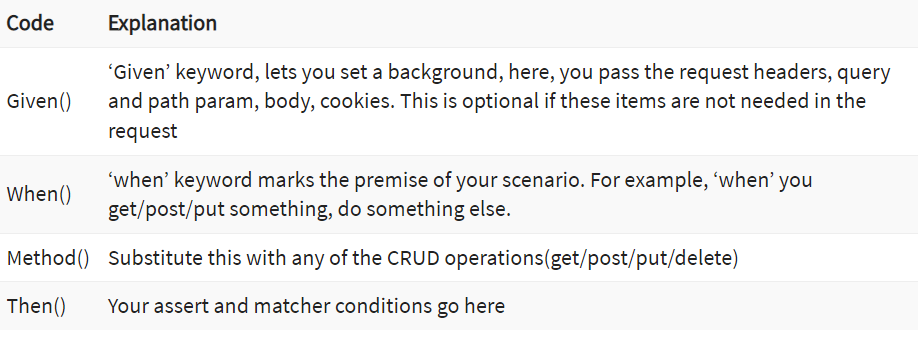 Code Explanation
‘Given’ keyword, lets you set a background, here, you pass the request headers, query
Given() and path param, body, cookies. This is optional if these items are not needed in the
request
‘when’ keyword marks the premise of your scenario. For example, ‘when’ you
When() get/post/put something, do something else.
Method() Substitute this with any of the CRUD operations(get/post/put/delete)
Then() Your assert and matcher conditions go here